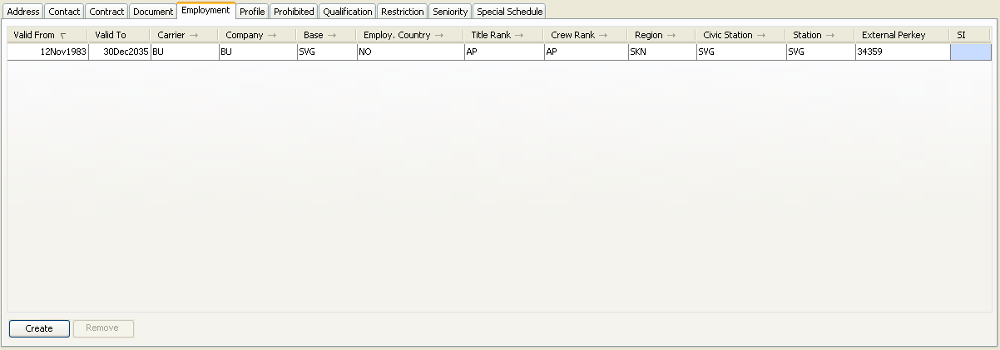 Address Contact Contract Document Employment Profile Prohibited Qualification Restriction Seniority Special Schedule
Valid From Valid To Carrier → Company → Base → Employ. Country → Title Rank → Crew Rank → Region → Civic Station → Station → External Perkey SI
12Nov1983 30Dec2035 BU BU SVG NO AP AP SKN SVG SVG 34359
Create Remove